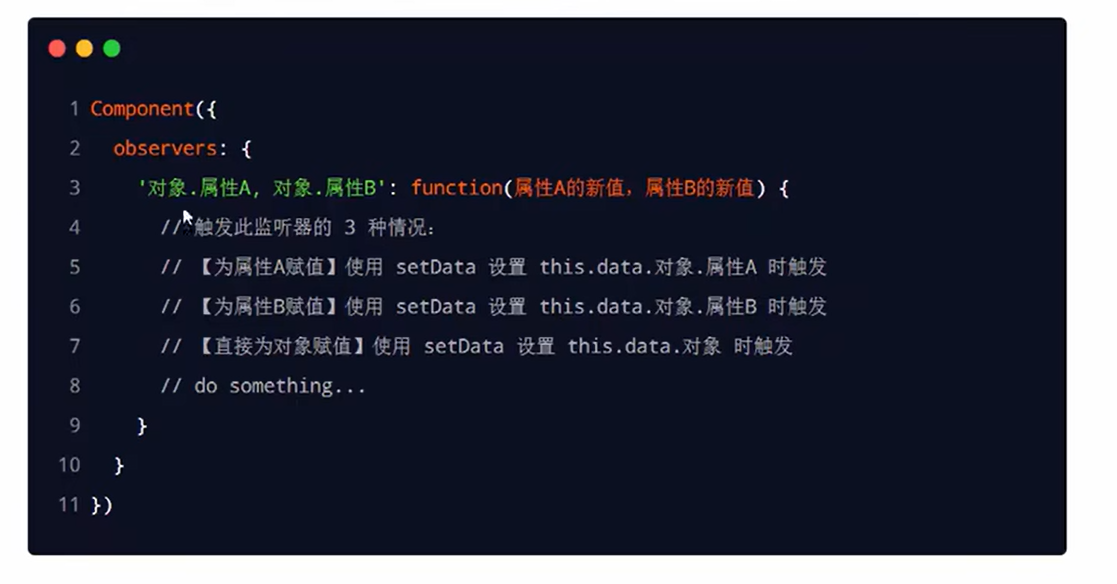 1 Component({
2 observers: {
3 '对象.属性A, 对象.属性B': function(属性A的新值，属性B的新值) {
4 // 触发此监听器的 3 种情况：
5 // 【为属性A赋值】使用 setData 设置 this.data.对象.属性A 时触发
6 // 【为属性B赋值】使用 setData 设置 this.data.对象.属性B 时触发
7 // 【直接为对象赋值】使用 setData 设置 this.data.对象 时触发
8 // do something...
9 }
10 }
11 })